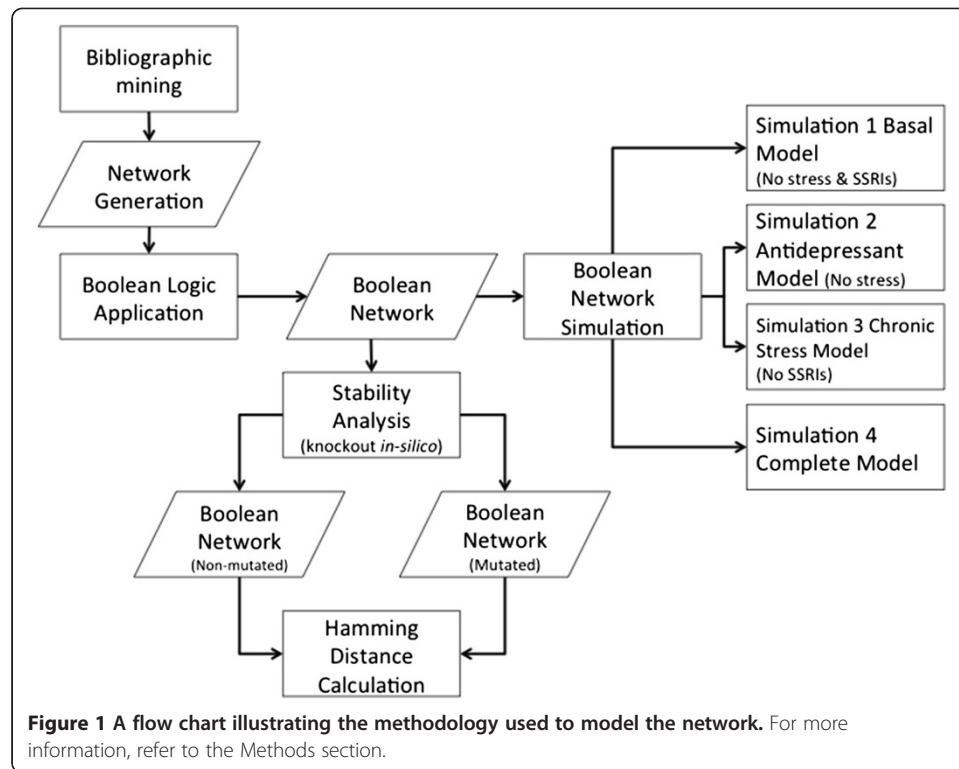 Bibliographic
mining
Network
Generation
Boolean Logic
Application
Boolean
Network
Boolean
Network
Simulation
Simulation 1 Basal
Model
(No stress & SSRIs)
Simulation 2
Antidepressant
Model (No stress)
Simulation 3 Chronic
Stress Model
(No SSRIs)
Simulation 4
Complete Model
Stability
Analysis
(knockout in-silico)
Boolean
Network
(Non-mutated)
Boolean
Network
(Mutated)
Hamming
Distance
Calculation
Figure 1 A flow chart illustrating the methodology used to model the network. For more
information, refer to the Methods section.